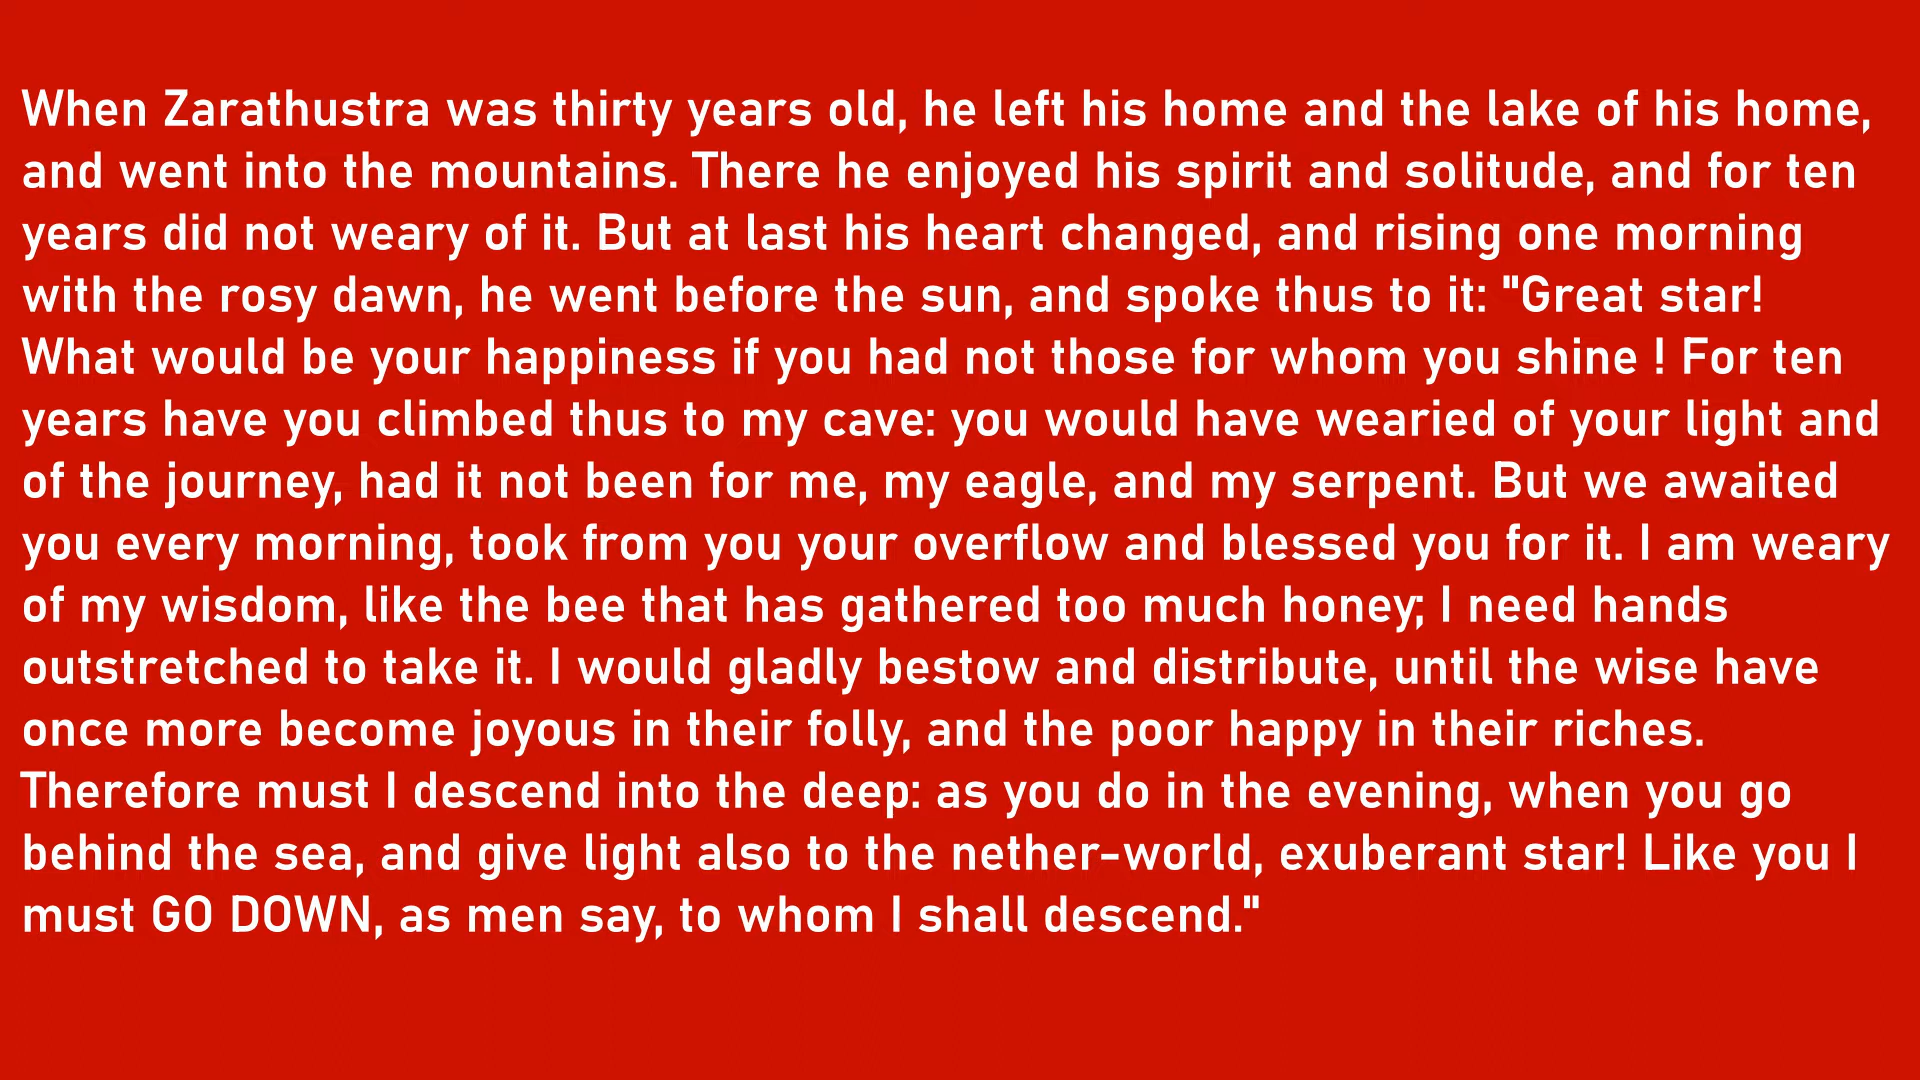 When Zarathustra was thirty years old, he left his home and the lake of his home,
and went into the mountains. There he enjoyed his spirit and solitude, and for ten
years did not weary of it. But at last his heart changed, and rising one morning
with the rosy dawn, he went before the sun, and spoke thus to it: "Great star!
What would be your happiness if you had not those for whom you shine ! For ten
years have you climbed thus to my cave: you would have wearied of your light and
of the journey, had it not been for me, my eagle, and my serpent. But we awaited
you every morning, took from you your overflow and blessed you for it. I am weary
of my wisdom, like the bee that has gathered too much honey; I need hands
outstretched to take it. I would gladly bestow and distribute, until the wise have
once more become joyous in their folly, and the poor happy in their riches.
Therefore must I descend into the deep: as you do in the evening, when you go
behind the sea, and give light also to the nether-world, exuberant star! Like you I
must GO DOWN, as men say, to whom I shall descend."